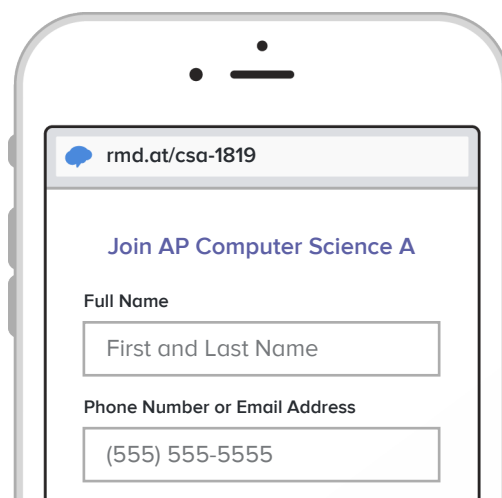 rmd.at/csa-1819
Join AP Computer Science A
Full Name
First and Last Name
Phone Number or Email Address
(555) 555-5555